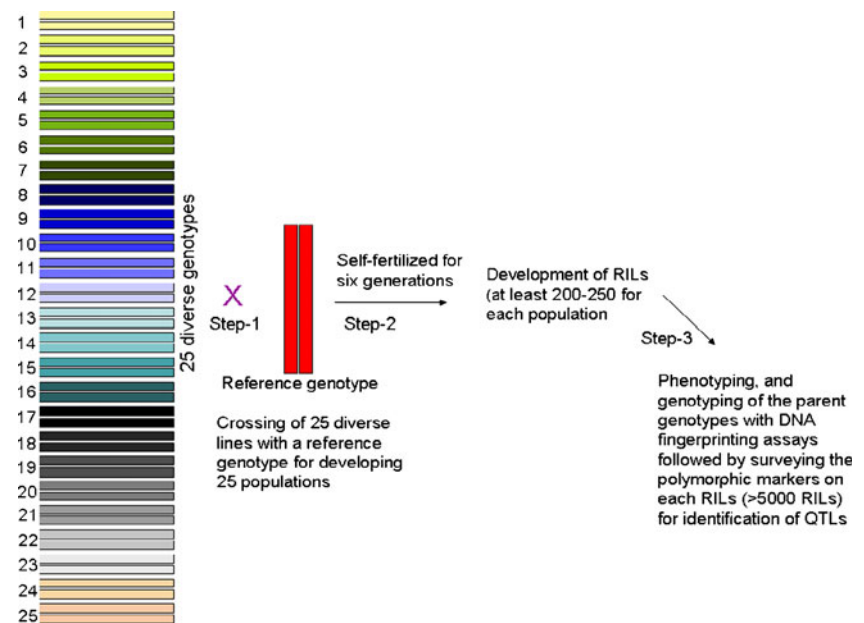 1
2
3
4
5
6
7
8
9
10
11
12
13
14
15
16
17
18
19
20
21
22
23
24
25
25 diverse genotypes
X
Step-1
Reference genotype
Crossing of 25 diverse
lines with a reference
genotype for developing
25 populations
Self-fertilized for
six generations
Step-2
Development of RILs
(at least 200-250 for
each population
Step-3
Phenotyping, and
genotyping of the parent
genotypes with DNA
fingerprinting assays
followed by surveying the
polymorphic markers on
each RILs (>5000 RILs)
for identification of QTLs